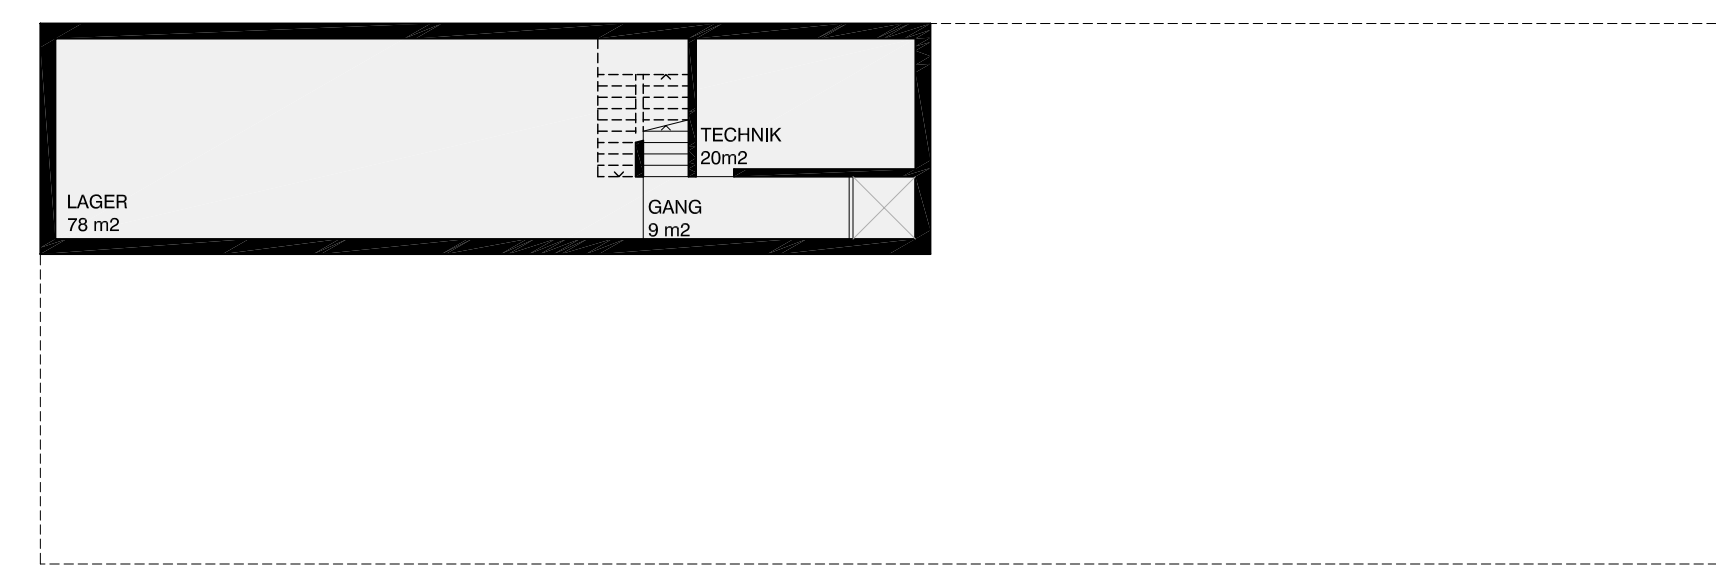 TECHNIK
20m2
LAGER
78 m2
GANG
9 m2